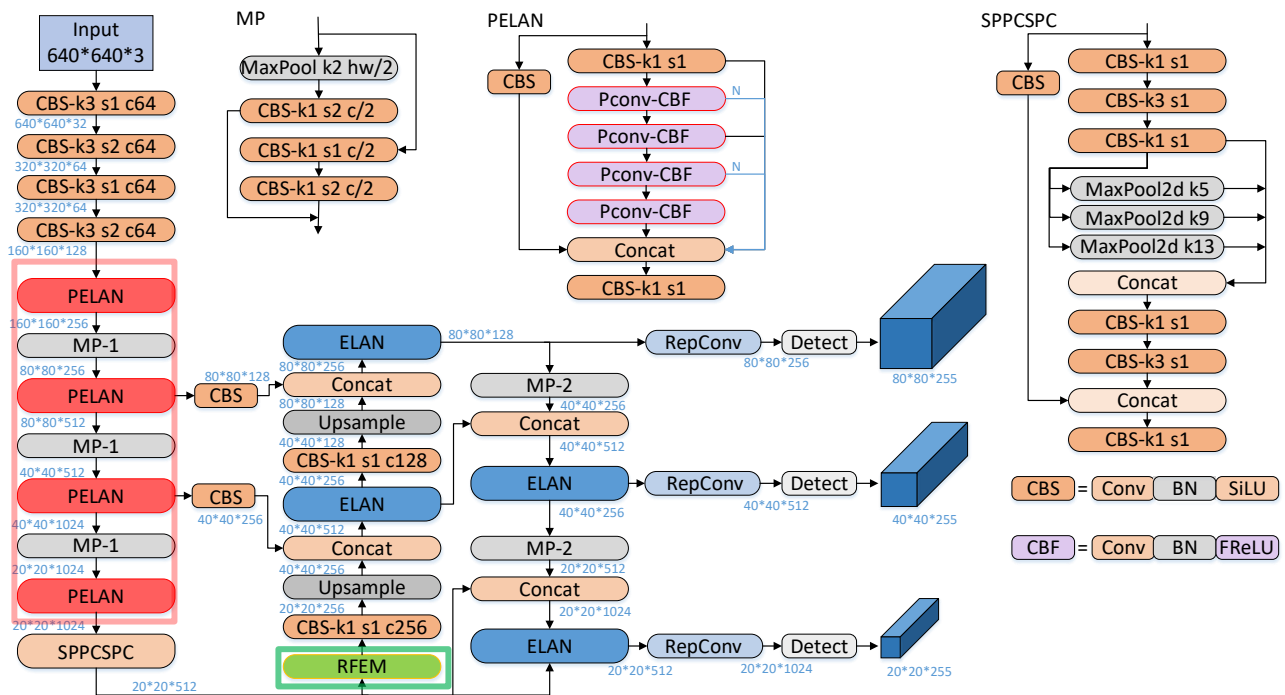 Input
640*640*3
CBS-k3 s1 c64
640*640*32
CBS-k3 s2 c64
320*320*64
CBS-k3 s1 c64
320*320*64
CBS-k3 s2 c64
160*160*128
PELAN
160*160*256
MP-1
80*80*256
PELAN
80*80*512
MP-1
40*40*512
PELAN
40*40*1024
MP-1
20*20*1024
PELAN
20*20*1024
SPPCSPC
20*20*512
80*80*128
CBS
CBS
40*40*256
MP
MaxPool k2 hw/2
CBS-k1 s2 c/2
CBS-k1 s1 c/2
CBS-k1 s2 c/2
ELAN
80*80*256
Concat
80*80*128
Upsample
40*40*128
CBS-k1 s1 c128
40*40*256
ELAN
40*40*512
Concat
40*40*256
Upsample
20*20*256
CBS-k1 s1 c256
RFEM
PELAN
CBS
CBS-k1 s1
Pconv-CBF
N
Pconv-CBF
Pconv-CBF
N
Pconv-CBF
Concat
CBS-k1 s1
80*80*128
MP-2
40*40*256
Concat
40*40*512
ELAN
40*40*256
MP-2
20*20*512
Concat
20*20*1024
ELAN
20*20*512
RepConv
80*80*256
Detect
80*80*255
RepConv
40*40*512
Detect
40*40*255
RepConv
20*20*1024
Detect
20*20*255
SPPCSPC
CBS
CBS-k1 s1
CBS-k3 s1
CBS-k1 s1
MaxPool2d k5
MaxPool2d k9
MaxPool2d k13
Concat
CBS-k1 s1
CBS-k3 s1
Concat
CBS-k1 s1
CBS = Conv BN SiLU
CBF = Conv BN FReLU